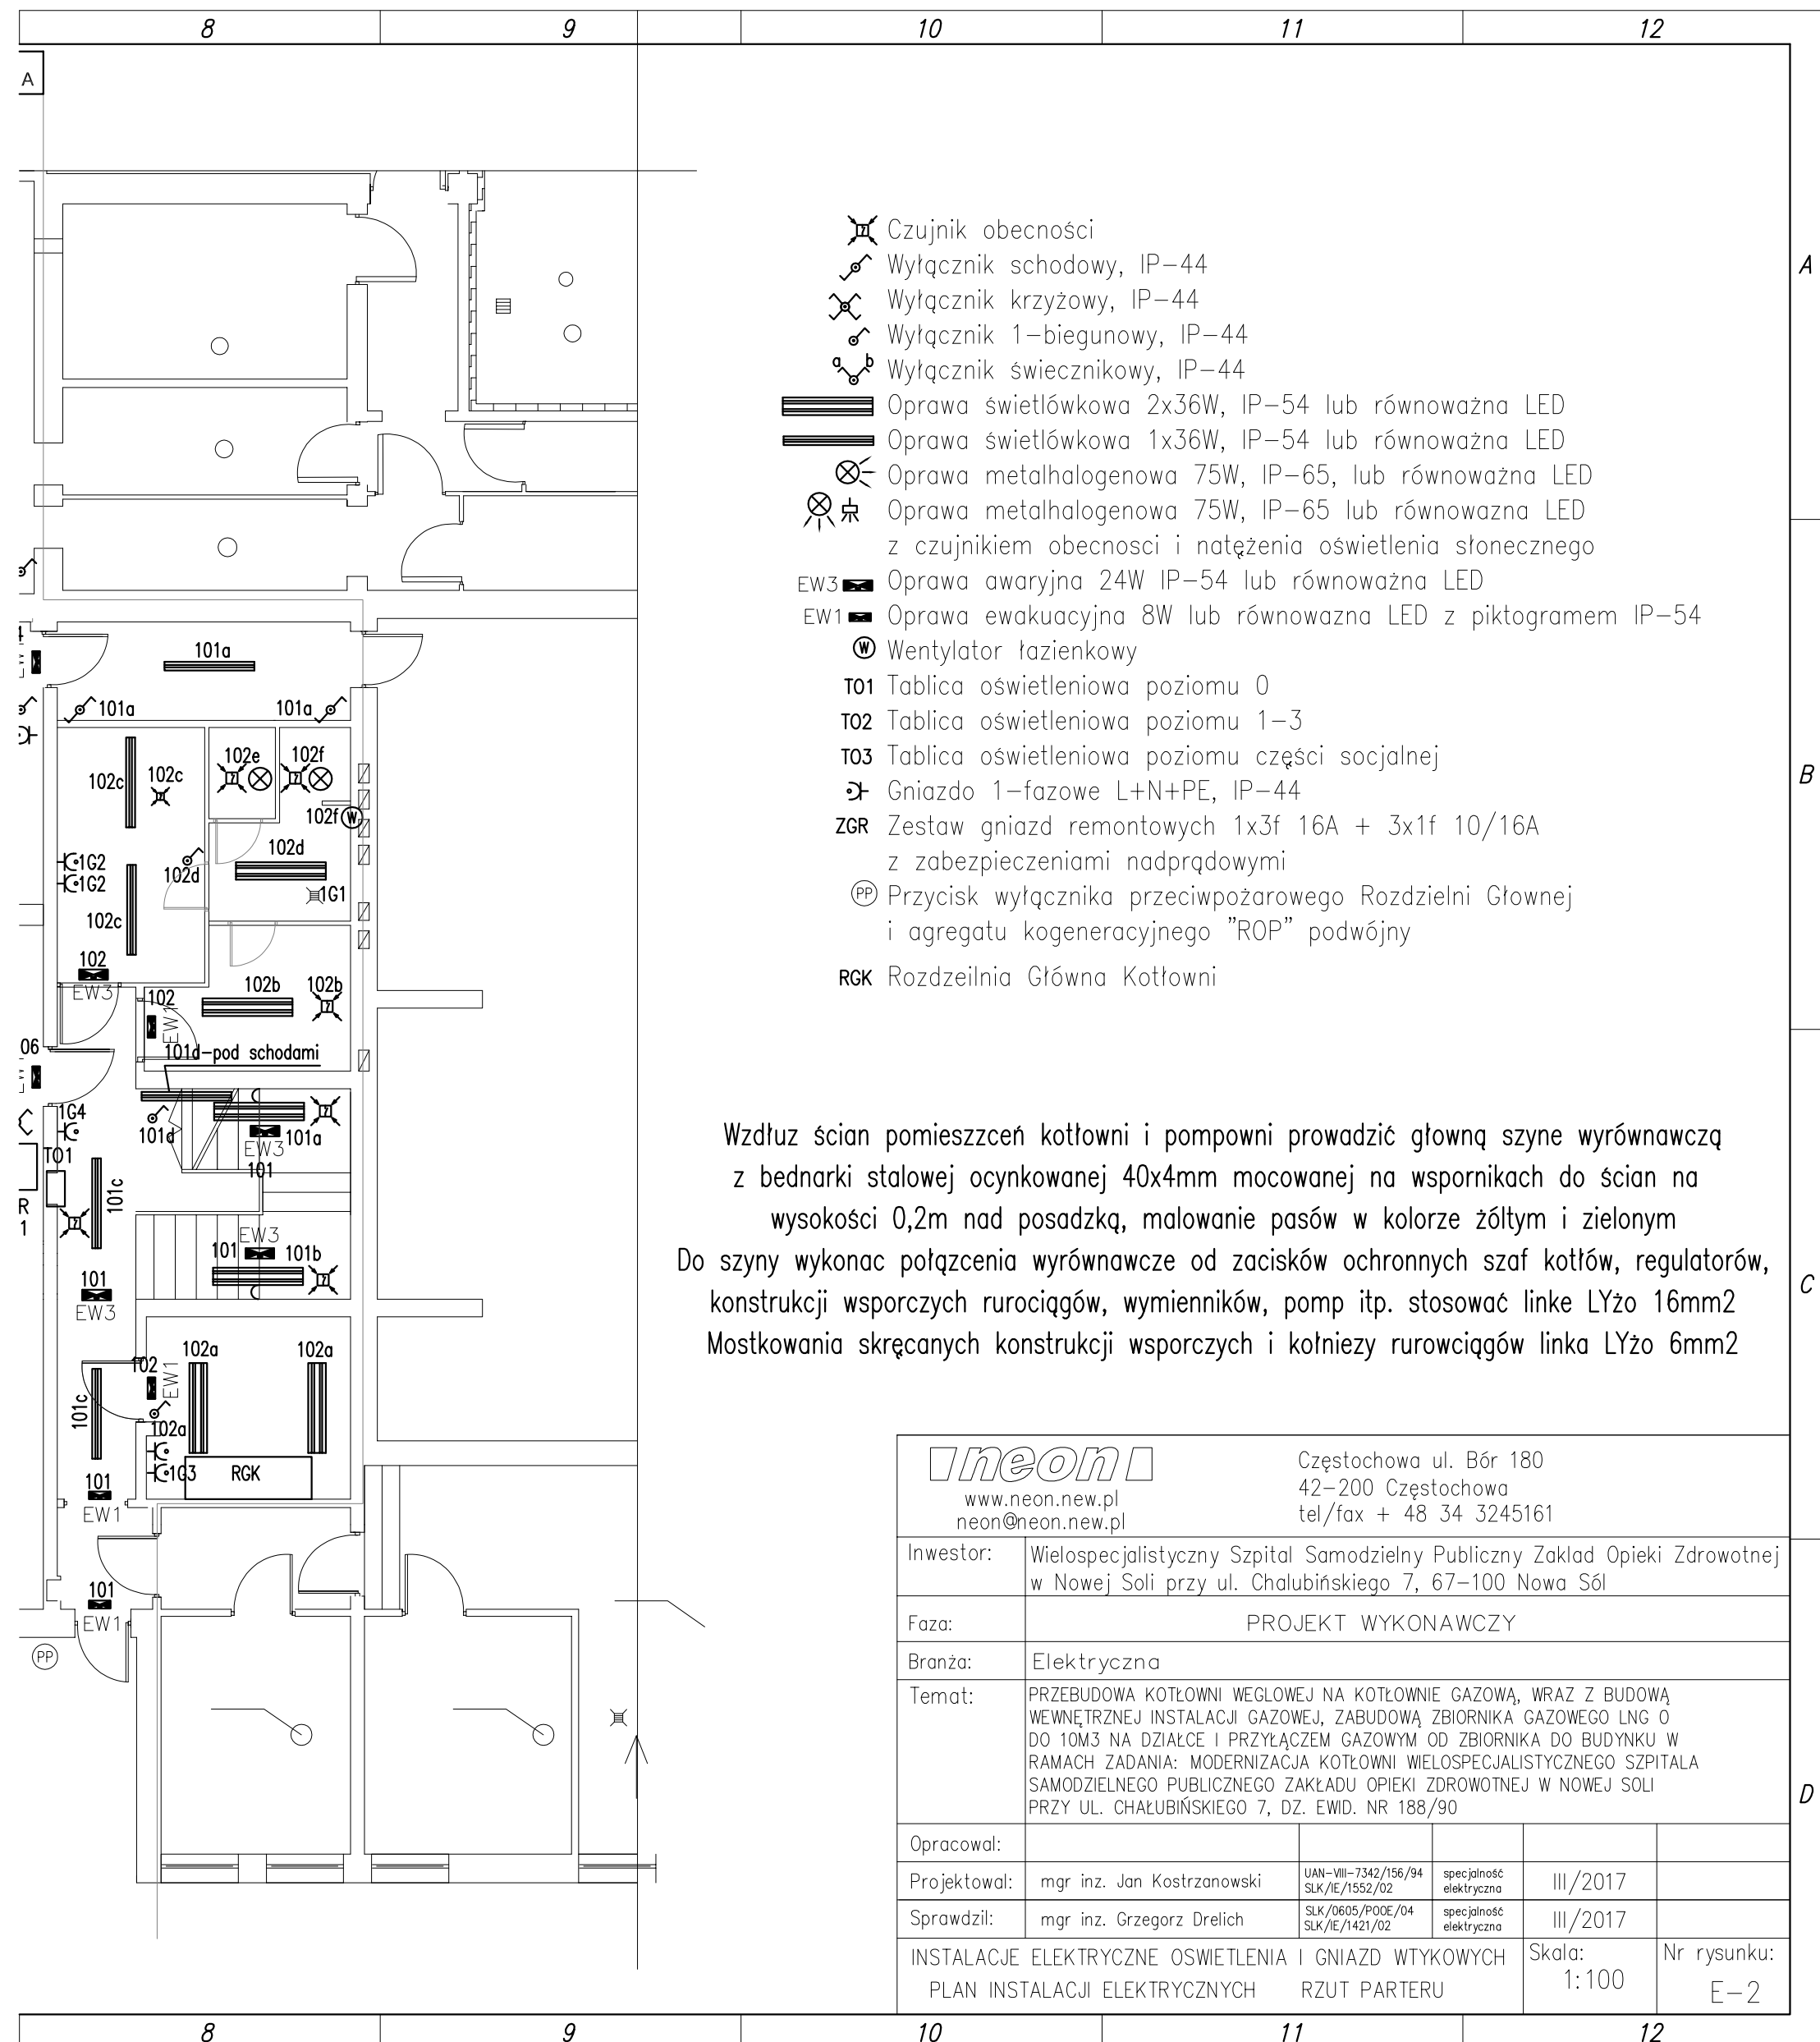 8 9 10 11 12
A
A
B
C
D
Czujnik obecności
Wyłącznik schodowy, IP-44
Wyłącznik krzyżowy, IP-44
Wyłącznik 1-biegunowy, IP-44
a b Wyłącznik świecznikowy, IP-44
Oprawa świetlówkowa 2x36W, IP-54 lub równoważna LED
Oprawa świetlówkowa 1x36W, IP-54 lub równoważna LED
Oprawa metalhalogenowa 75W, IP-65, lub równoważna LED
Oprawa metalhalogenowa 75W, IP-65 lub równowazna LED
z czujnikiem obecnosci i natężenia oświetlenia słonecznego
EW3 Oprawa awaryjna 24W IP-54 lub równoważna LED
EW1 Oprawa ewakuacyjna 8W lub równowazna LED z piktogramem IP-54
W Wentylator łazienkowy
TO1 Tablica oświetleniowa poziomu 0
TO2 Tablica oświetleniowa poziomu 1-3
TO3 Tablica oświetleniowa poziomu części socjalnej
Gniazdo 1-fazowe L+N+PE, IP-44
ZGR Zestaw gniazd remontowych 1x3f 16A + 3x1f 10/16A
z zabezpieczeniami nadprądowymi
PP Przycisk wyłącznika przeciwpożarowego Rozdzielni Głownej
i agregatu kogeneracyjnego "ROP" podwójny
RGK Rozdzeilnia Główna Kotłowni
101a
101a 101a
102e 102f
102c 102c
102f W
102d
1G2
102d
1G2
1G1
102c
102
EW3
102b 102b
102
EW1
06
101d-pod schodami
1G4
101d
101a
EW3
101
TO1
101c
R
1
EW3
101 101b
101
EW3
102a 102a
102
EW1
101c
102a
1G3
RGK
101
EW1
101
EW1
PP
Wzdłuz ścian pomieszzceń kotłowni i pompowni prowadzić głowną szyne wyrównawczą
z bednarki stalowej ocynkowanej 40x4mm mocowanej na wspornikach do ścian na
wysokości 0,2m nad posadzką, malowanie pasów w kolorze żóltym i zielonym
Do szyny wykonac połązcenia wyrównawcze od zacisków ochronnych szaf kotłów, regulatorów,
konstrukcji wsporczych rurociągów, wymienników, pomp itp. stosować linke LYżo 16mm2
Mostkowania skręcanych konstrukcji wsporczych i kołniezy rurowciągów linka LYżo 6mm2
neon
www.neon.new.pl
neon@neon.new.pl
Częstochowa ul. Bór 180
42-200 Częstochowa
tel/fax + 48 34 3245161
Inwestor: Wielospecjalistyczny Szpital Samodzielny Publiczny Zaklad Opieki Zdrowotnej
w Nowej Soli przy ul. Chalubińskiego 7, 67-100 Nowa Sól
Faza: PROJEKT WYKONAWCZY
Branża: Elektryczna
Temat: PRZEBUDOWA KOTŁOWNI WEGLOWEJ NA KOTŁOWNIE GAZOWĄ, WRAZ Z BUDOWĄ
WEWNĘTRZNEJ INSTALACJI GAZOWEJ, ZABUDOWĄ ZBIORNIKA GAZOWEGO LNG O
DO 10M3 NA DZIAŁCE I PRZYŁĄCZEM GAZOWYM OD ZBIORNIKA DO BUDYNKU W
RAMACH ZADANIA: MODERNIZACJA KOTŁOWNI WIELOSPECJALISTYCZNEGO SZPITALA
SAMODZIELNEGO PUBLICZNEGO ZAKŁADU OPIEKI ZDROWOTNEJ W NOWEJ SOLI
PRZY UL. CHAŁUBIŃSKIEGO 7, DZ. EWID. NR 188/90
Opracowal:
Projektowal: mgr inz. Jan Kostrzanowski UAN-VIII-7342/156/94 SLK/IE/1552/02 specjalność elektryczna III/2017
Sprawdzil: mgr inz. Grzegorz Drelich SLK/0605/POOE/04 SLK/IE/1421/02 specjalność elektryczna III/2017
INSTALACJE ELEKTRYCZNE OSWIETLENIA I GNIAZD WTYKOWYCH
PLAN INSTALACJI ELEKTRYCZNYCH RZUT PARTERU
Skala:
1:100
Nr rysunku:
E-2
8 9 10 11 12